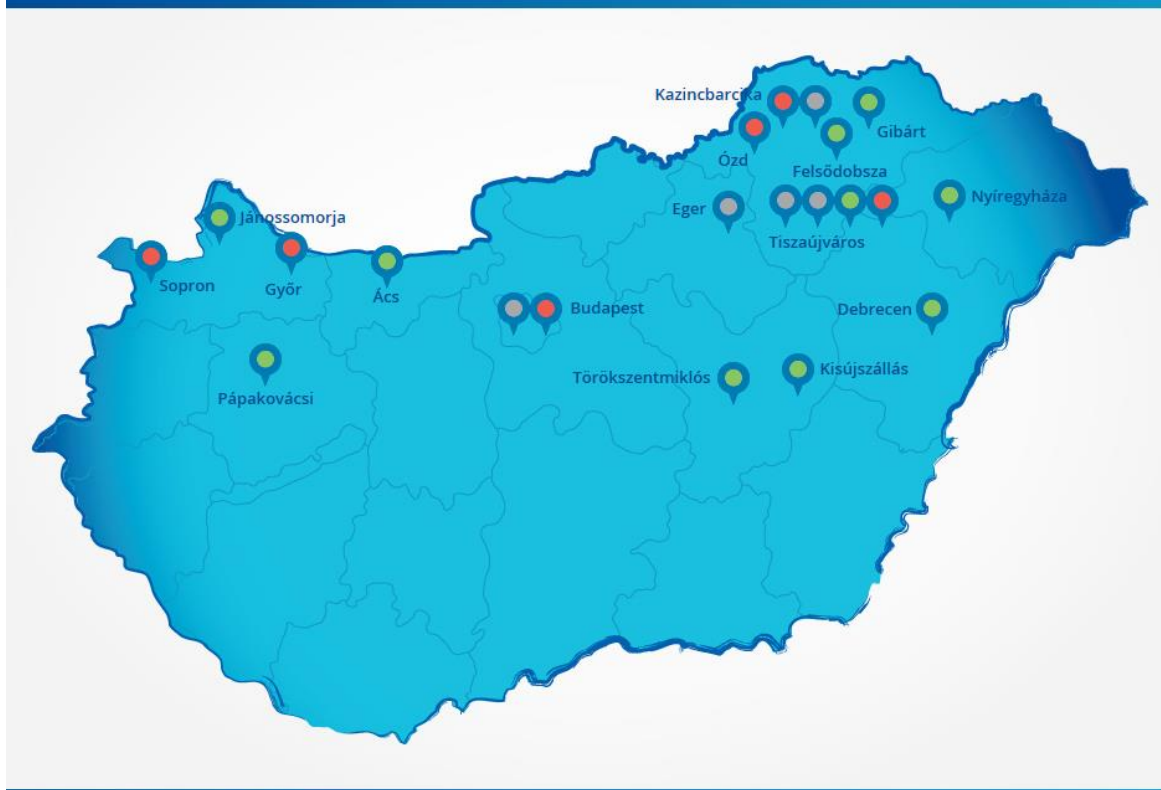 Kazincbarcika
Gibárt
Ózd
Felsődobsza
Eger
Nyíregyháza
Tiszaújváros
Jánossomorja
Sopron
Győr
Ács
Budapest
Debrecen
Törökszentmiklós
Kisújszállás
Pápakovácsi